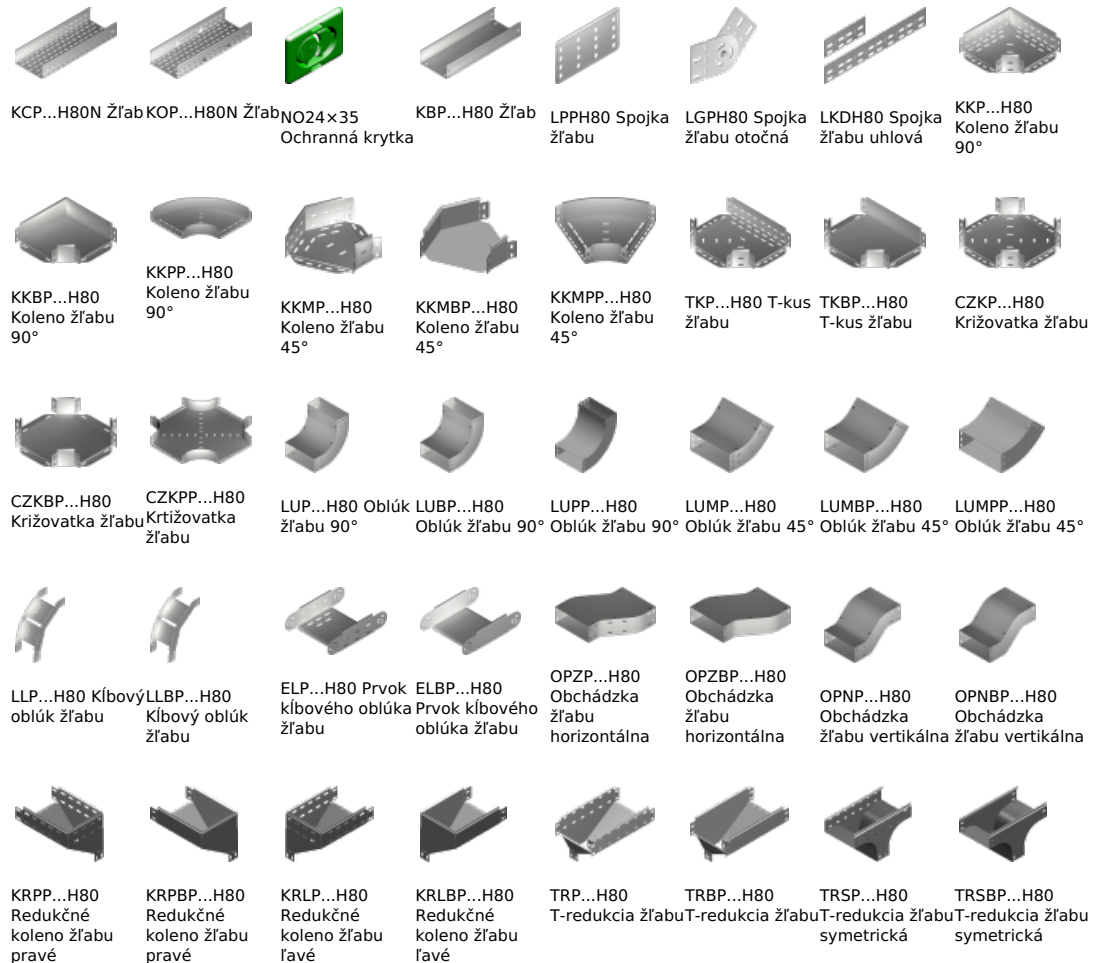 KCP...H80N Žľab
KOP...H80N Žľab
NO24×35
Ochranná krytka
KBP...H80 Žľab
LPPH80 Spojka
žľabu
LGPH80 Spojka
žľabu otočná
LKDH80 Spojka
žľabu uhlová
KKP...H80
Koleno žľabu
90°
KKBP...H80
Koleno žľabu
90°
KKPP...H80
Koleno žľabu
90°
KKMP...H80
Koleno žľabu
45°
KKMBP...H80
Koleno žľabu
45°
KKMPP...H80
Koleno žľabu
45°
TKP...H80 T-kus
žľabu
TKBP...H80
T-kus žľabu
CZKP...H80
Križovatka žľabu
CZKBP...H80
Križovatka žľabu
CZKPP...H80
Krtižovatka
žľabu
LUP...H80 Oblúk
žľabu 90°
LUBP...H80
Oblúk žľabu 90°
LUPP...H80
Oblúk žľabu 90°
LUMP...H80
Oblúk žľabu 45°
LUMBP...H80
Oblúk žľabu 45°
LUMPP...H80
Oblúk žľabu 45°
LLP...H80 Kĺbový
oblúk žľabu
LLBP...H80
Kĺbový oblúk
žľabu
ELP...H80 Prvok
kĺbového oblúka
žľabu
ELBP...H80
Prvok kĺbového
oblúka žľabu
OPZP...H80
Obchádzka
žľabu
horizontálna
OPZBP...H80
Obchádzka
žľabu
horizontálna
OPNP...H80
Obchádzka
žľabu vertikálna
OPNBP...H80
Obchádzka
žľabu vertikálna
KRPP...H80
Redukčné
koleno žľabu
pravé
KRPBP...H80
Redukčné
koleno žľabu
pravé
KRLP...H80
Redukčné
koleno žľabu
ľavé
KRLBP...H80
Redukčné
koleno žľabu
ľavé
TRP...H80
T-redukcia žľabu
TRBP...H80
T-redukcia žľabu
TRSP...H80
T-redukcia žľabu
symetrická
TRSBP...H80
T-redukcia žľabu
symetrická